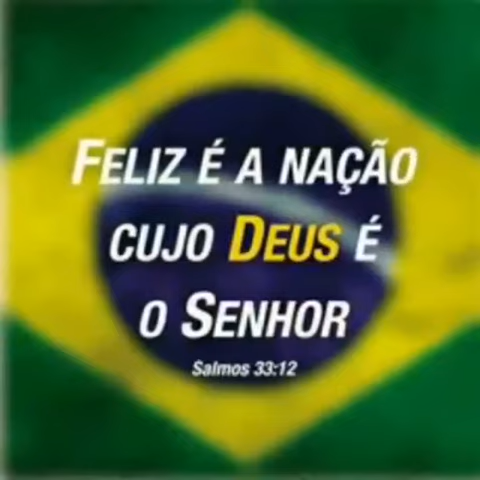 FELIZ É A NAÇÃO
CUJO DEUS É
O SENHOR
Salmos 33:12